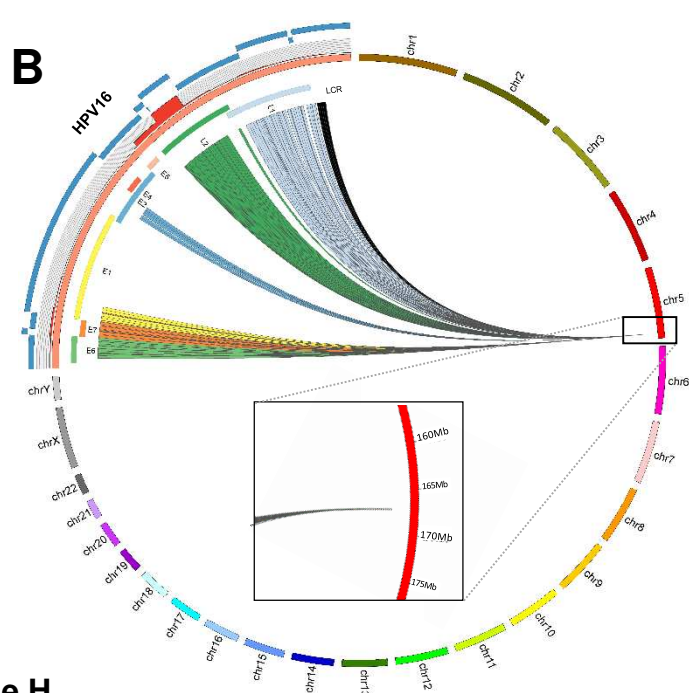 B
HPV16
LCR
L1
L2
E5
E4
E2
E1
E7
E6
chr1
chr2
chr3
chr4
chr5
chr6
chr7
chr8
chr9
chr10
chr11
chr12
chr14
chr15
chr16
chr17
chr18
chr19
chr20
chr21
chr22
chrX
chrY
160Mb
165Mb
170Mb
175Mb
e H